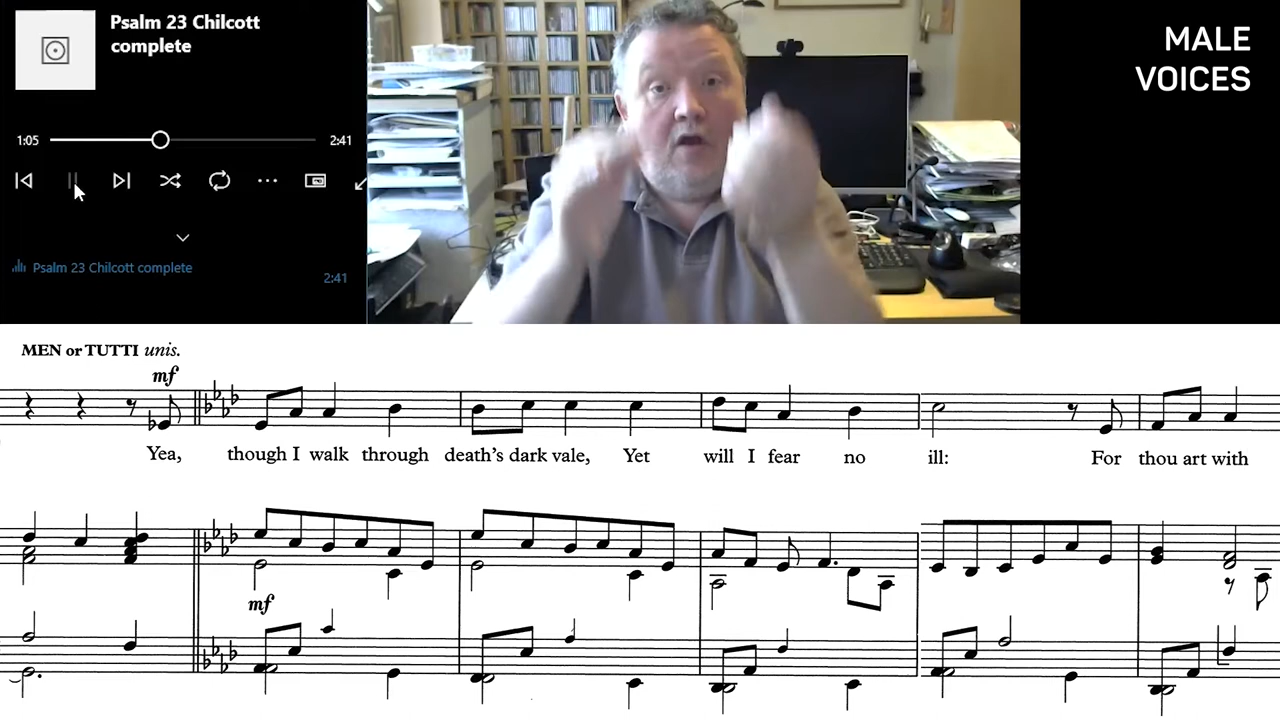 Psalm 23 Chilcott
complete
1:05
2:41
Psalm 23 Chilcott complete
2:41
MALE
VOICES
MEN or TUTTI unis.
mf
Yea, though I walk through death's dark vale, Yet will I fear no ill: For thou art with
mf